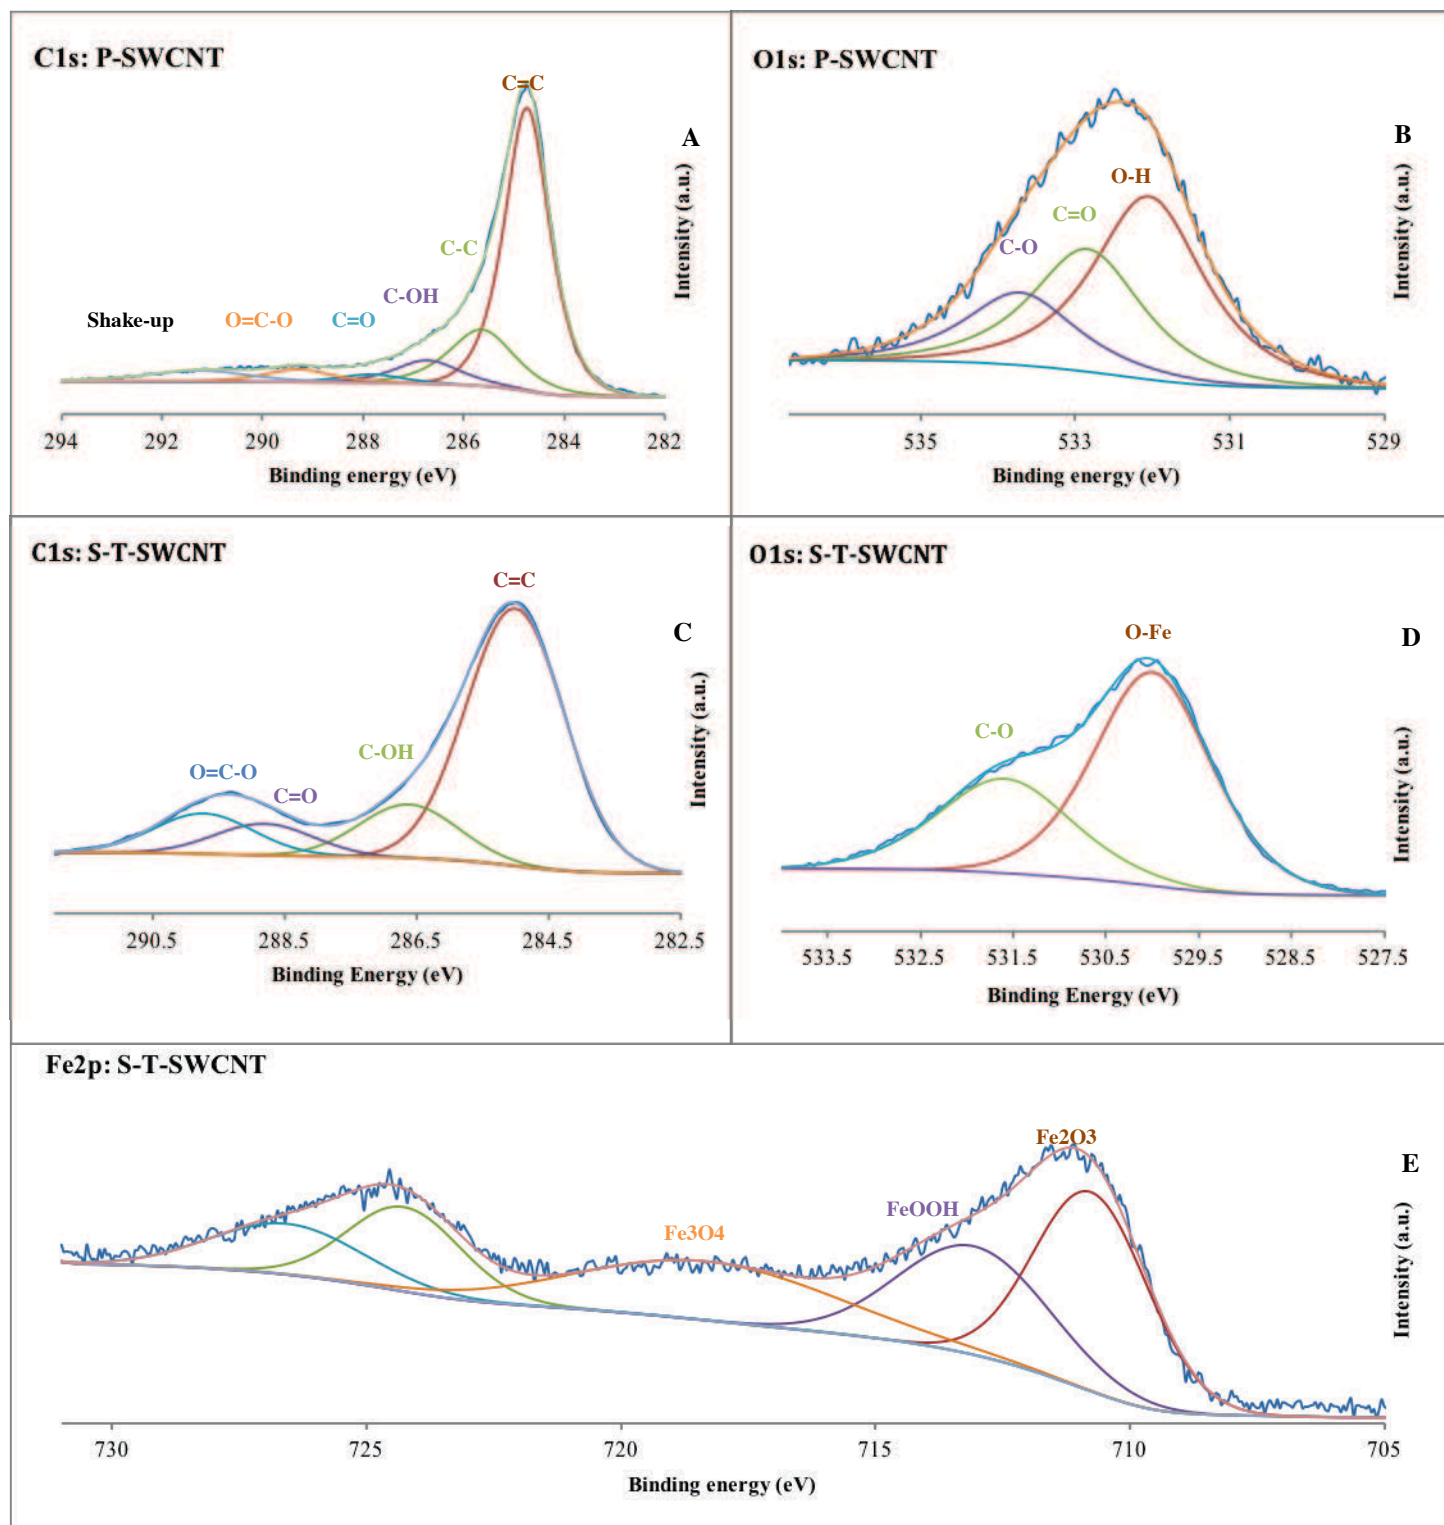 C1s: P-SWCNT
C=C
A
C-C
C-OH
Shake-up
O=C-O
C=O
Intensity (a.u.)
294 292 290 288 286 284 282
Binding energy (eV)
O1s: P-SWCNT
B
O-H
C=O
C-O
Intensity (a.u.)
535 533 531 529
Binding energy (eV)
C1s: S-T-SWCNT
C=C
C
C-OH
O=C-O
C=O
Intensity (a.u.)
290.5 288.5 286.5 284.5 282.5
Binding Energy (eV)
O1s: S-T-SWCNT
O-Fe
D
C-O
Intensity (a.u.)
533.5 532.5 531.5 530.5 529.5 528.5 527.5
Binding Energy (eV)
Fe2p: S-T-SWCNT
Fe2O3
E
FeOOH
Fe3O4
Intensity (a.u.)
730 725 720 715 710 705
Binding energy (eV)